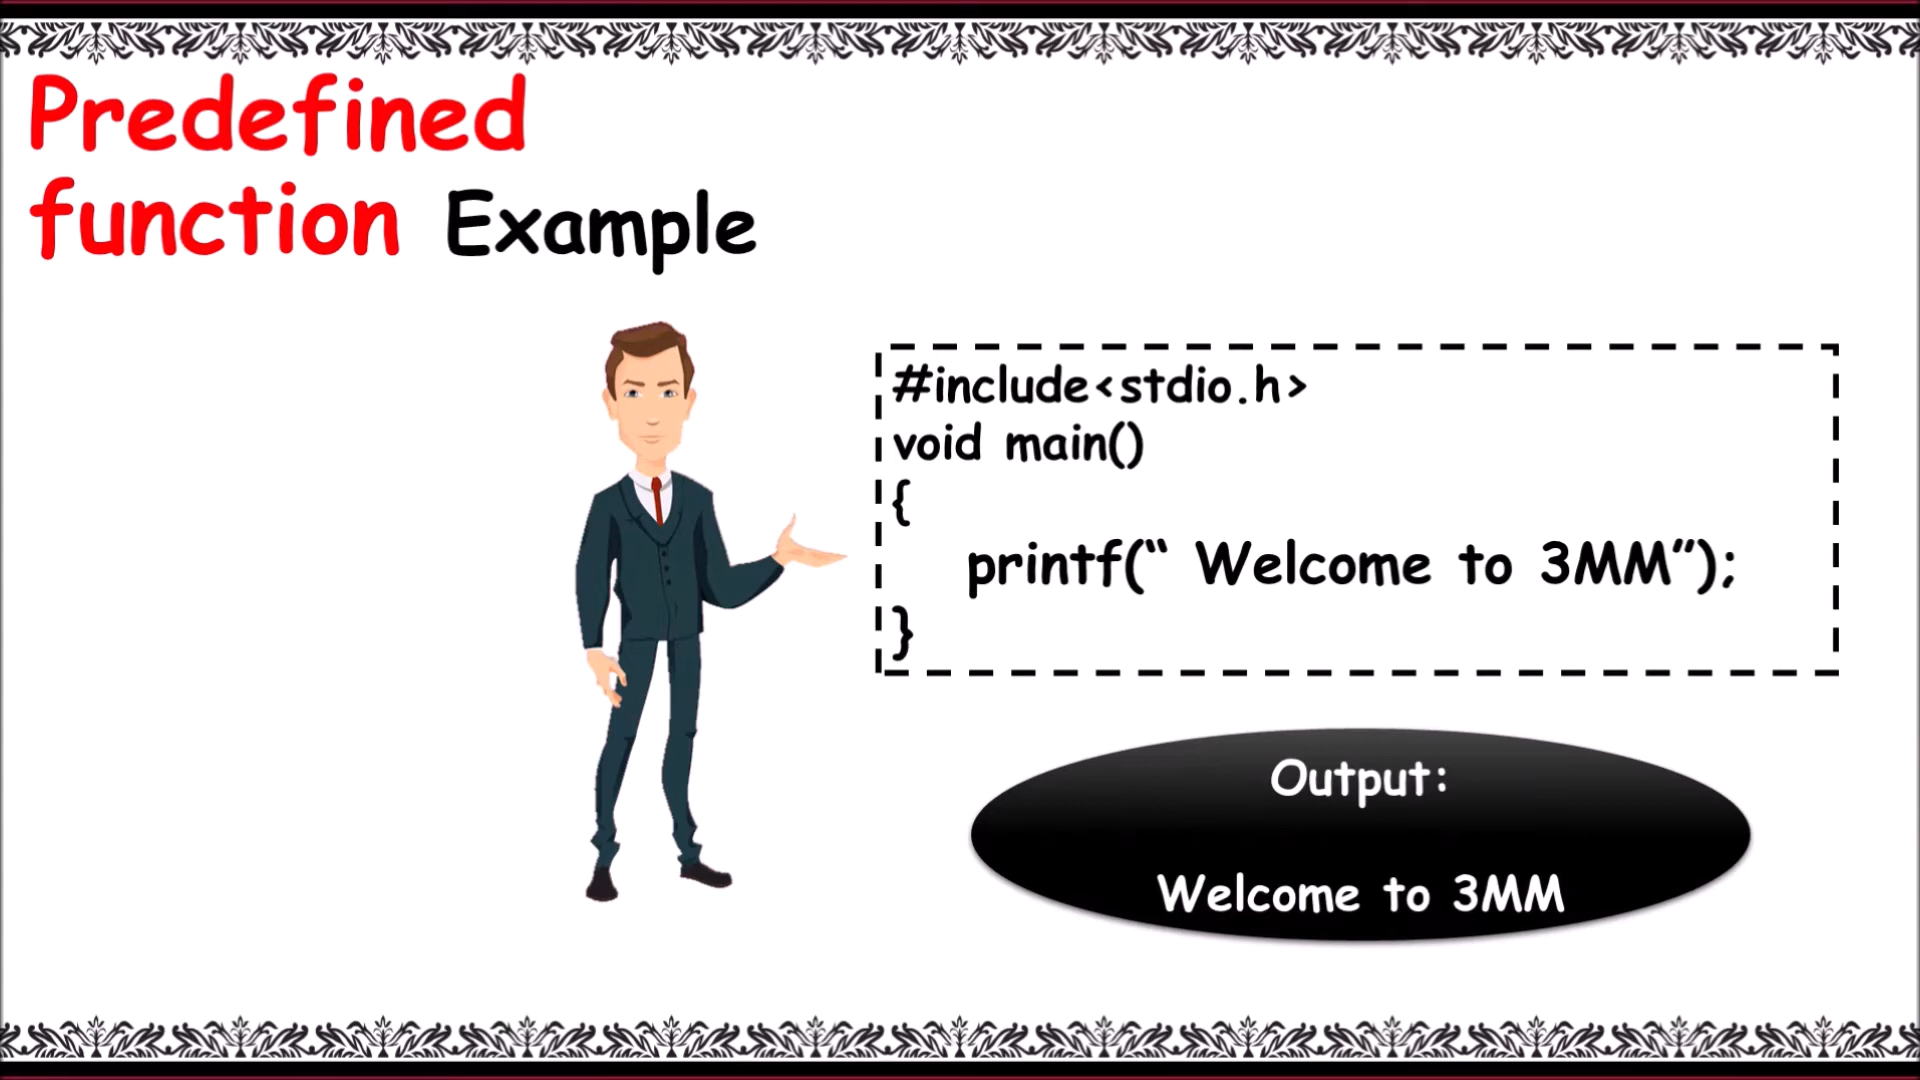 Predefined
function Example
#include<stdio.h>
void main()
{
printf(“ Welcome to 3MM”);
}
Output:
Welcome to 3MM